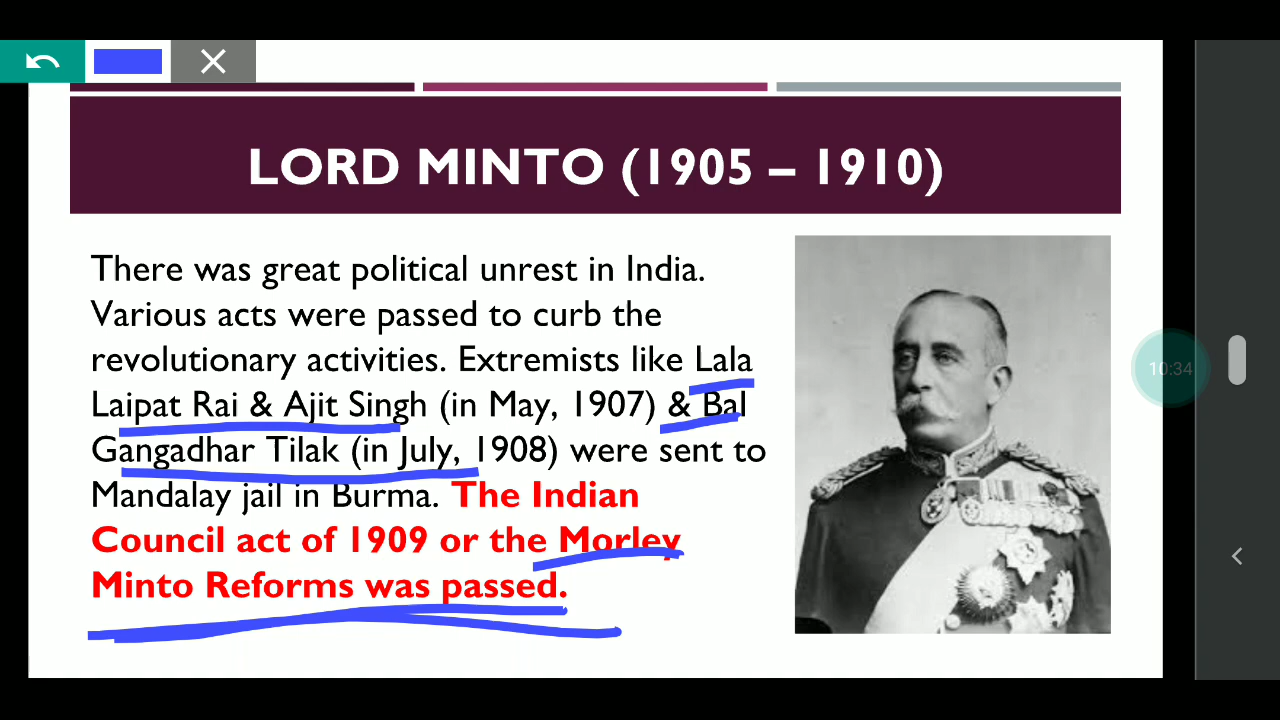 LORD MINTO (1905 – 1910)
There was great political unrest in India.
Various acts were passed to curb the
revolutionary activities. Extremists like Lala
Laipat Rai & Ajit Singh (in May, 1907) & Bal
Gangadhar Tilak (in July, 1908) were sent to
Mandalay jail in Burma. The Indian
Council act of 1909 or the Morley
Minto Reforms was passed.
10:34